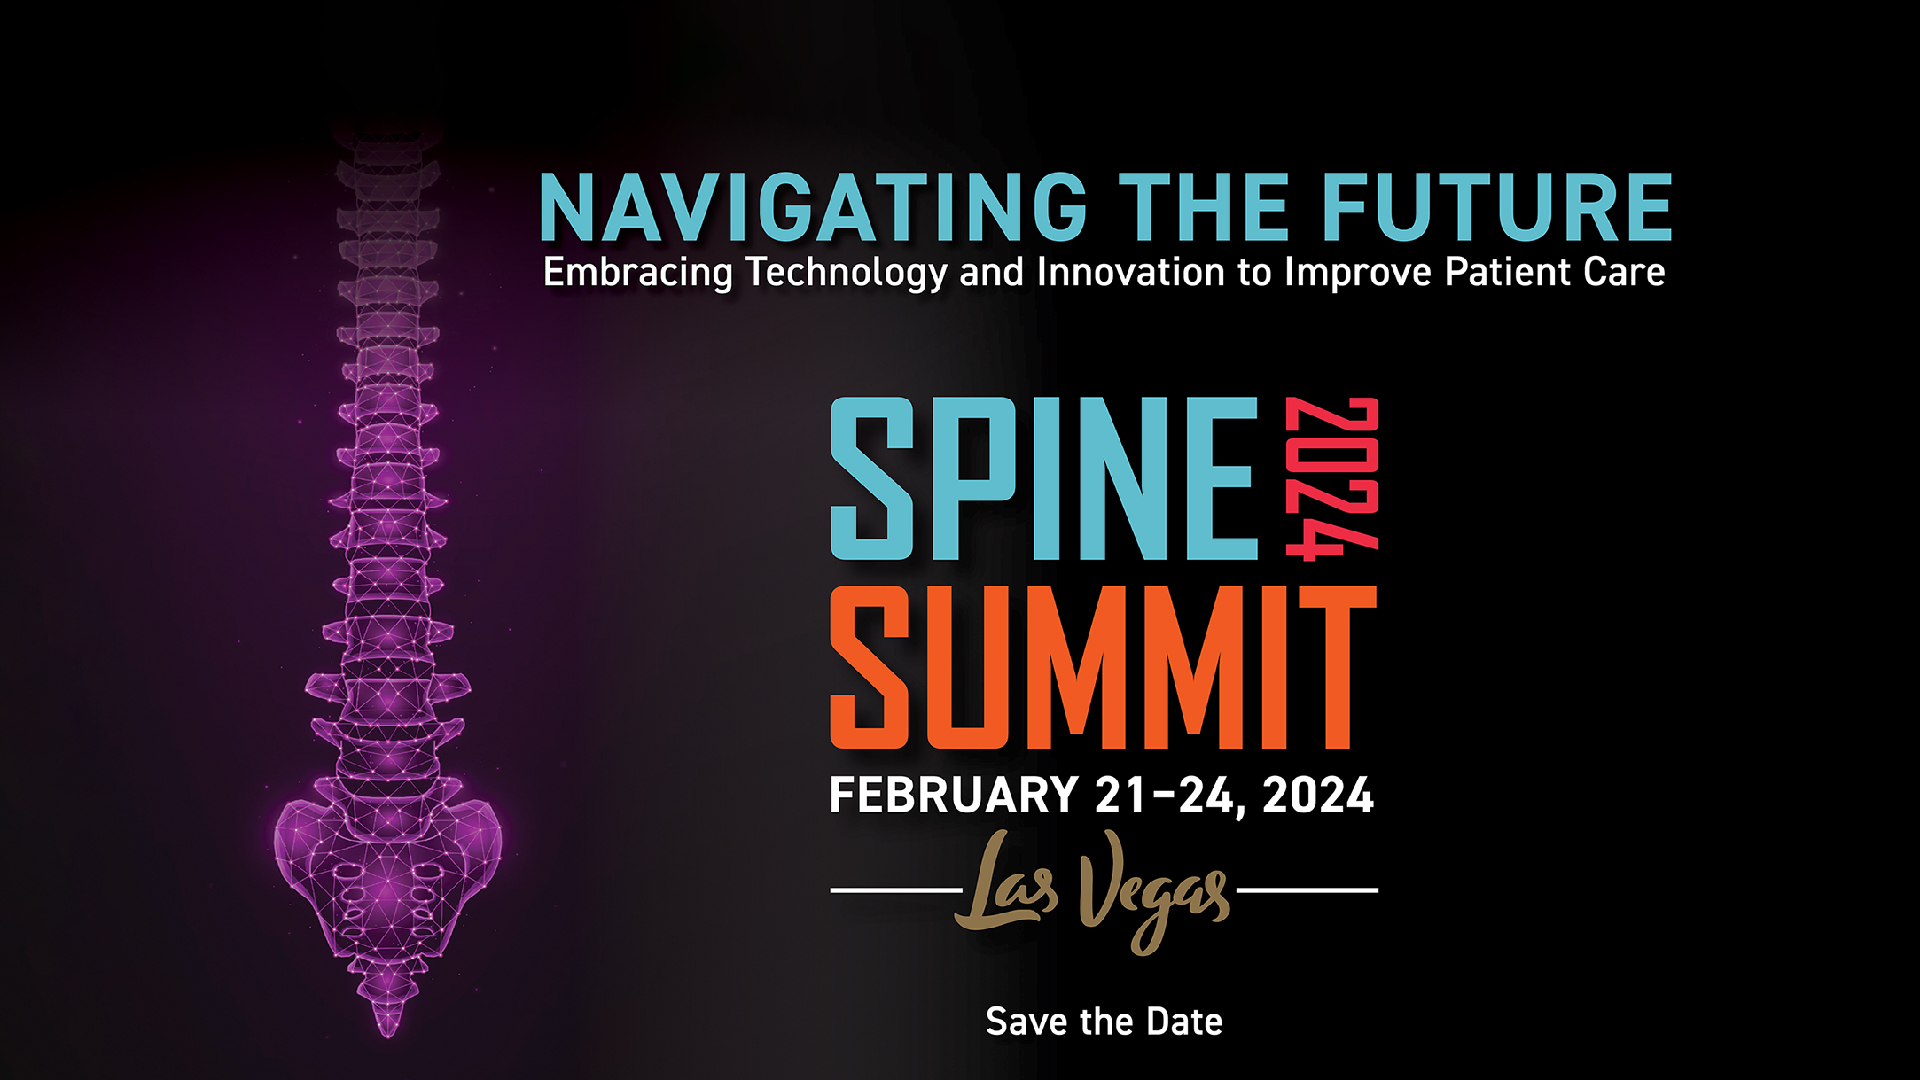 NAVIGATING THE FUTURE
Embracing Technology and Innovation to Improve Patient Care
SPINE 2024
SUMMIT
FEBRUARY 21–24, 2024
Las Vegas
Save the Date